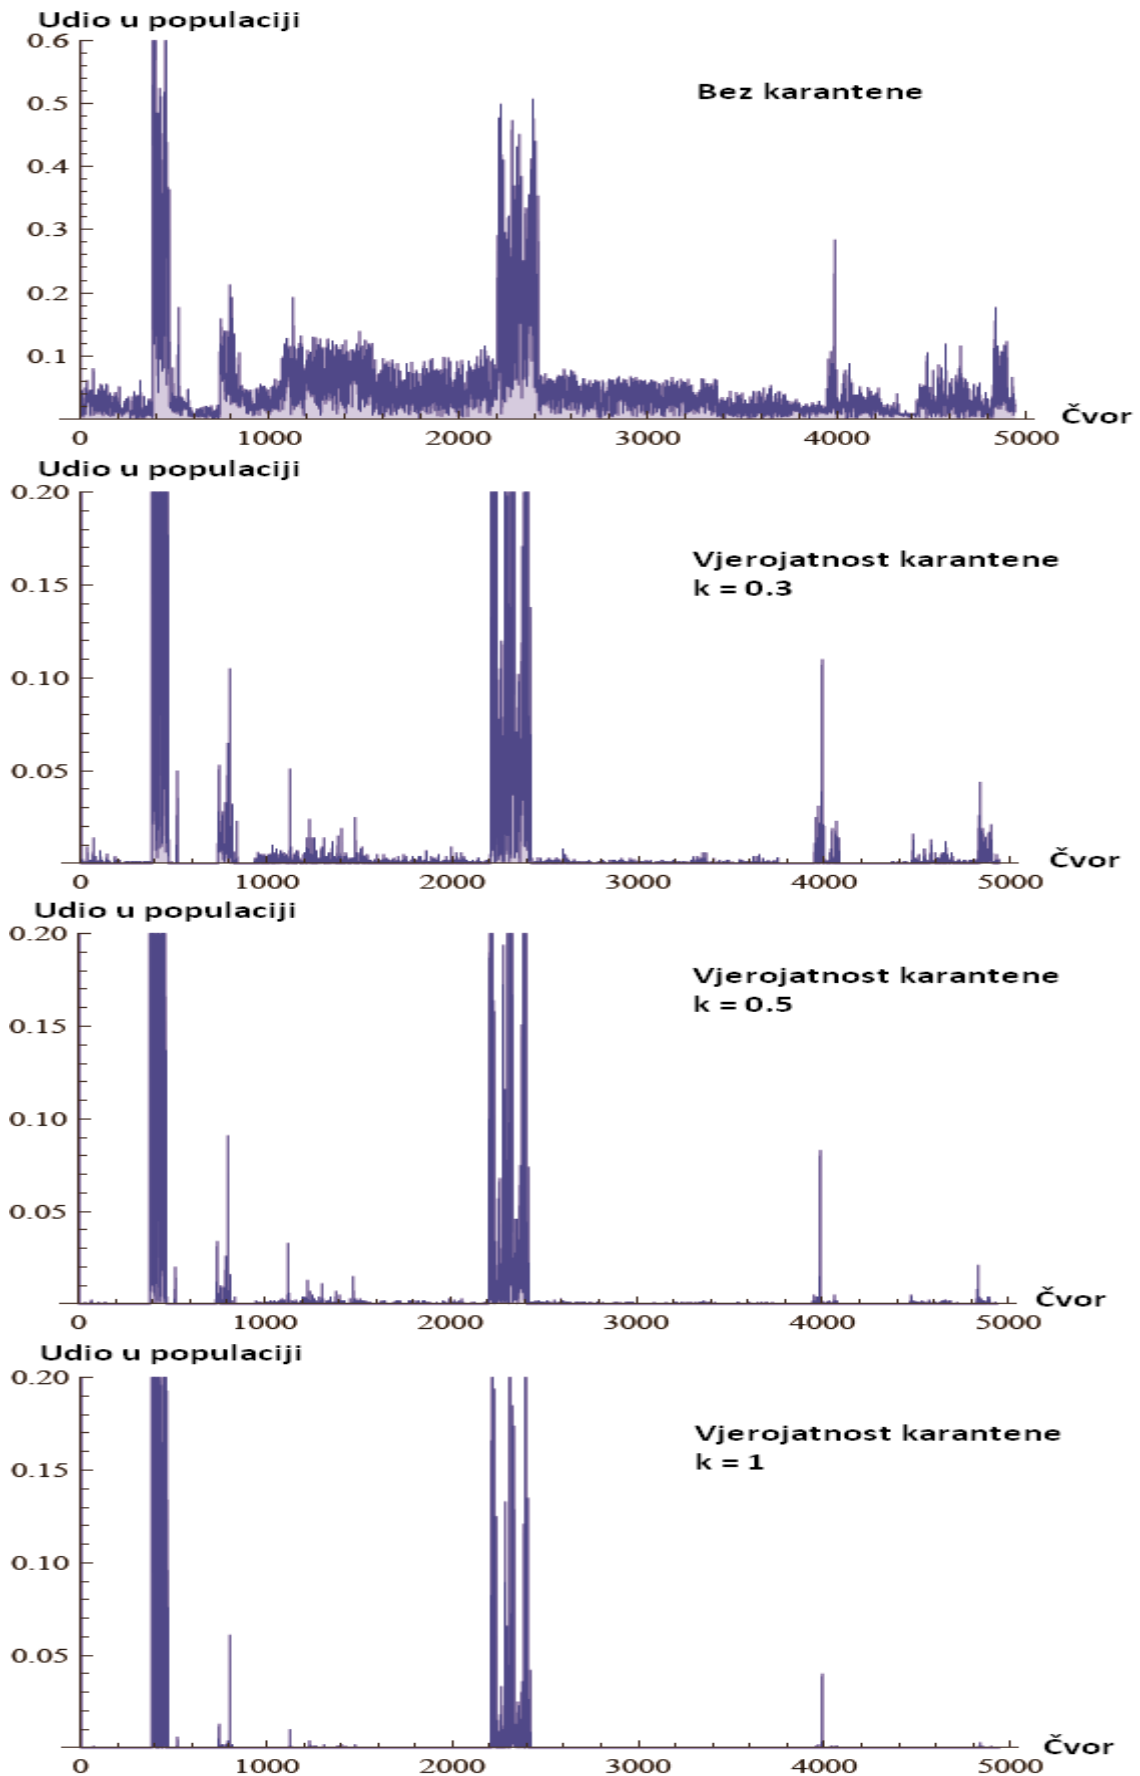 Udio u populaciji
0.6
Bez karantene
0.5
0.4
0.3
0.2
0.1
0 1000 2000 3000 4000 5000 Čvor
Udio u populaciji
0.20
Vjerojatnost karantene
k = 0.3
0.15
0.10
0.05
0 1000 2000 3000 4000 5000 Čvor
Udio u populaciji
0.20
Vjerojatnost karantene
k = 0.5
0.15
0.10
0.05
0 1000 2000 3000 4000 5000 Čvor
Udio u populaciji
0.20
Vjerojatnost karantene
k = 1
0.15
0.10
0.05
0 1000 2000 3000 4000 5000 Čvor